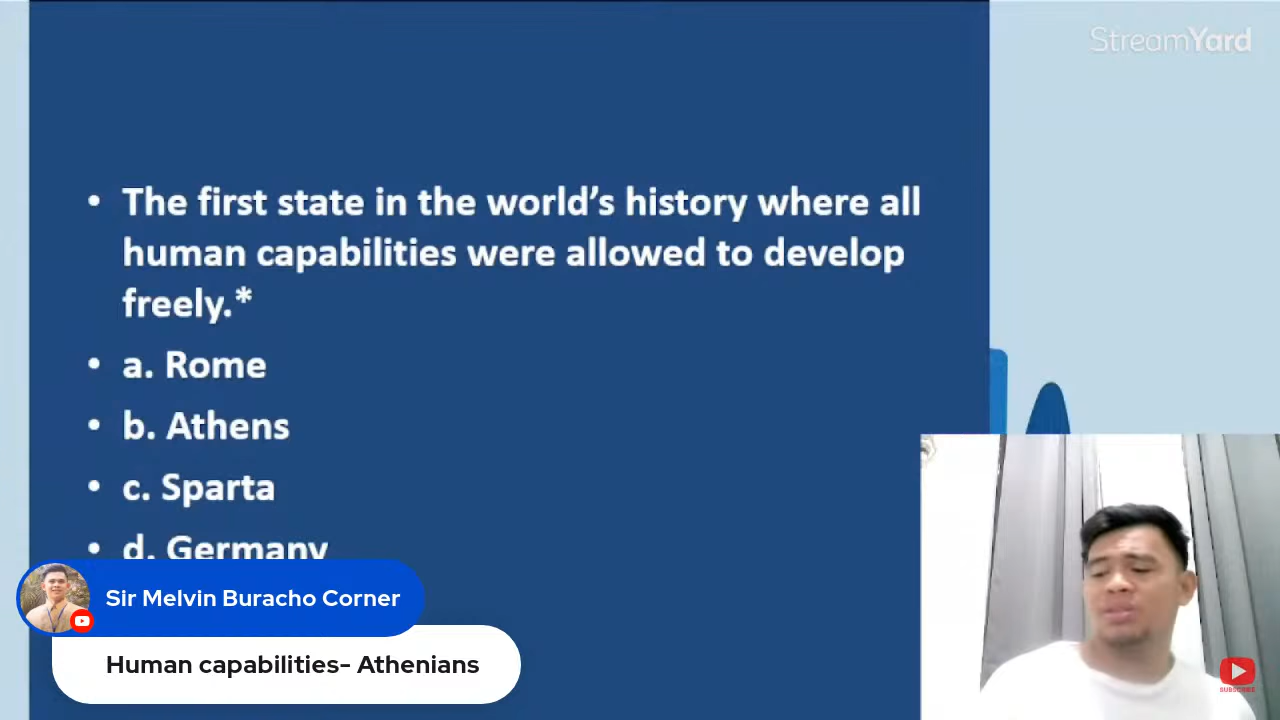 StreamYard
• The first state in the world’s history where all
human capabilities were allowed to develop
freely.*
• a. Rome
• b. Athens
• c. Sparta
• d. Germany
Sir Melvin Buracho Corner
Human capabilities- Athenians
SUBSCRIBE